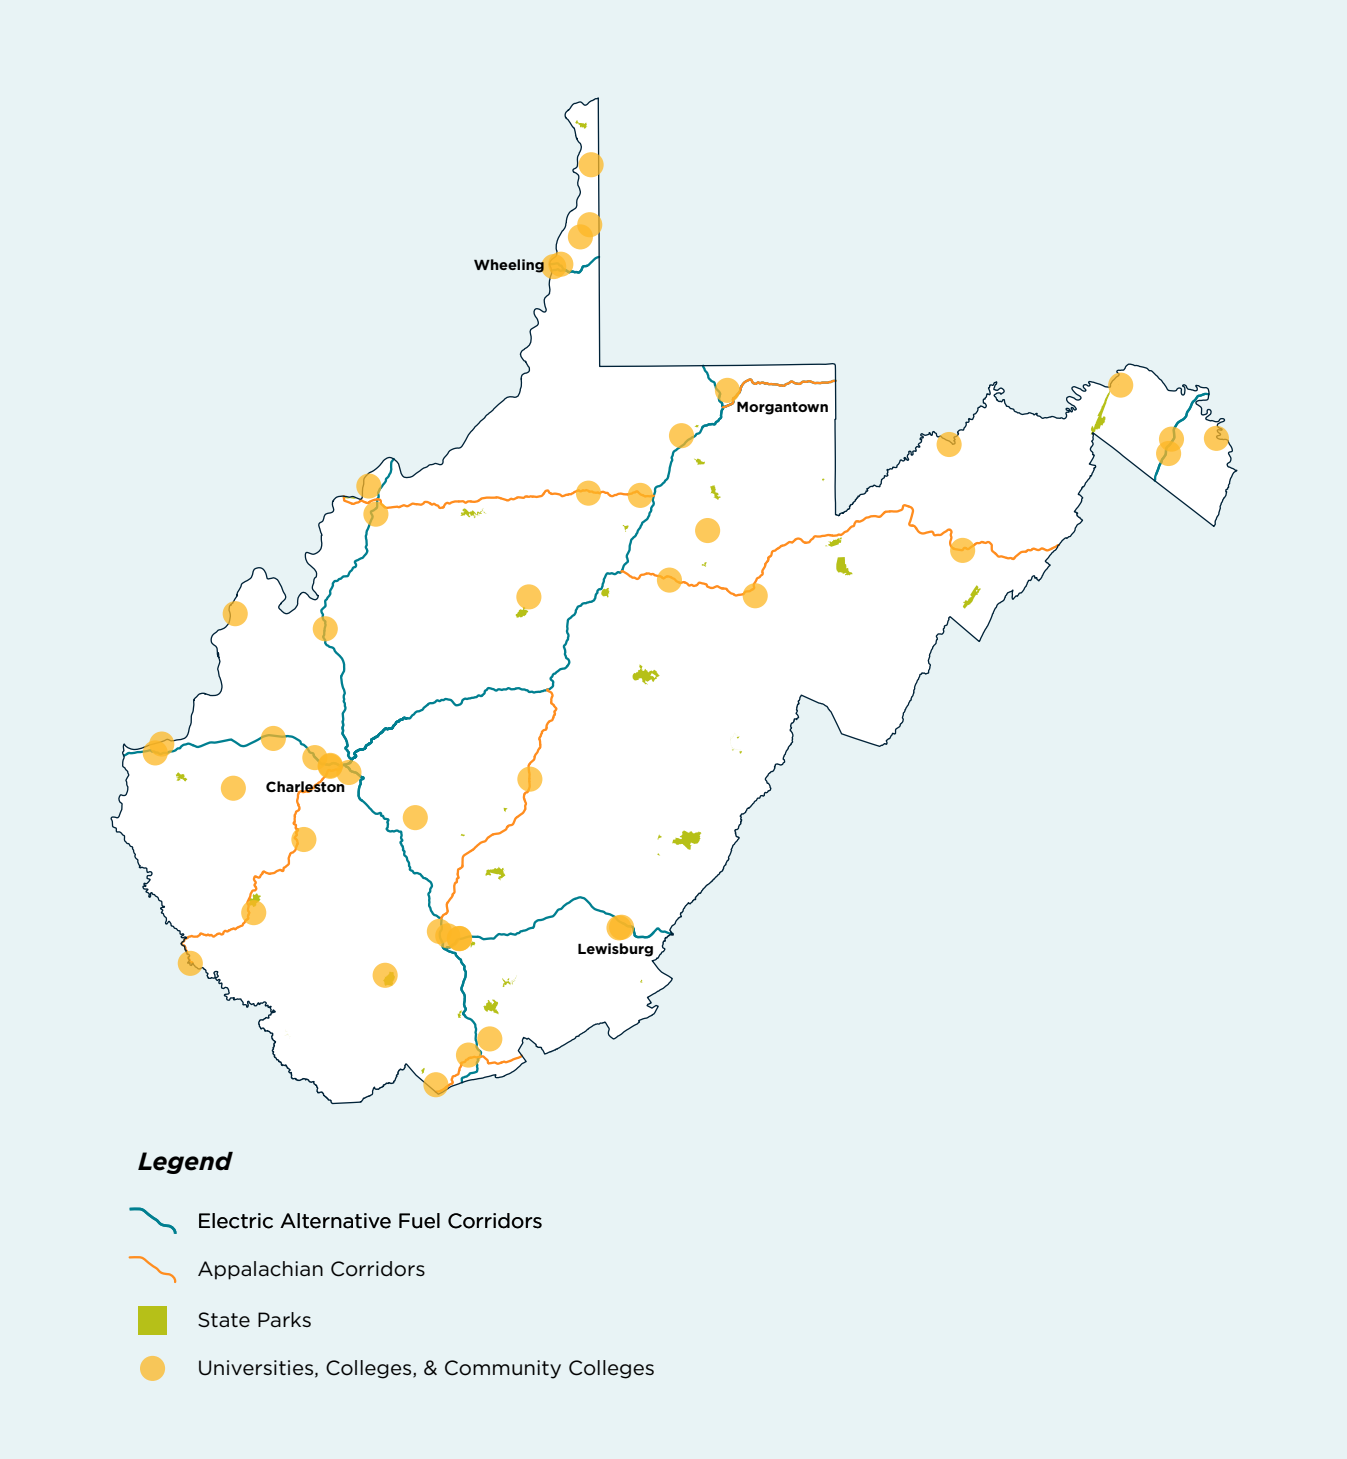 Wheeling
Morgantown
Charleston
Lewisburg
Legend
Electric Alternative Fuel Corridors
Appalachian Corridors
State Parks
Universities, Colleges, & Community Colleges